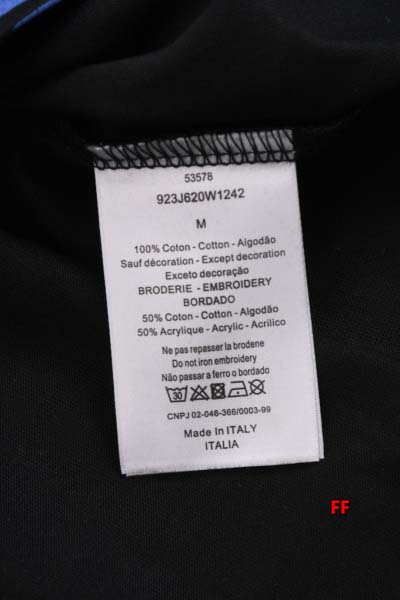 53578
923J620W1242
M
100% Coton - Cotton - Algodão
Sauf décoration - Except decoration
Exceto decoração
BRODERIE - EMBROIDERY
BORDADO
50% Coton - Cotton - Algodão
50% Acrylique - Acrylic - Acrilico
Ne pas repasser la brodene
Do not iron embroidery
Não passar a ferro o bordado
30
CNPJ 02-046-366/0003-99
Made In ITALY
ITALIA
FF